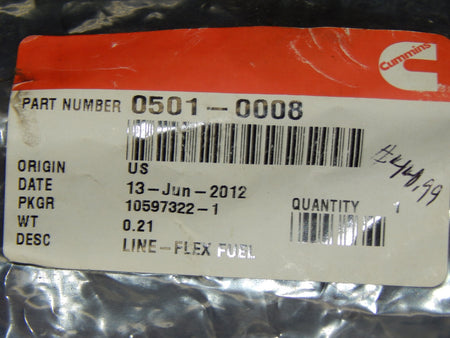 Cummins
PART NUMBER 0501-0008
ORIGIN US
DATE 13-Jun-2012
PKGR 10597322-1
QUANTITY 1
WT 0.21
DESC LINE-FLEX FUEL